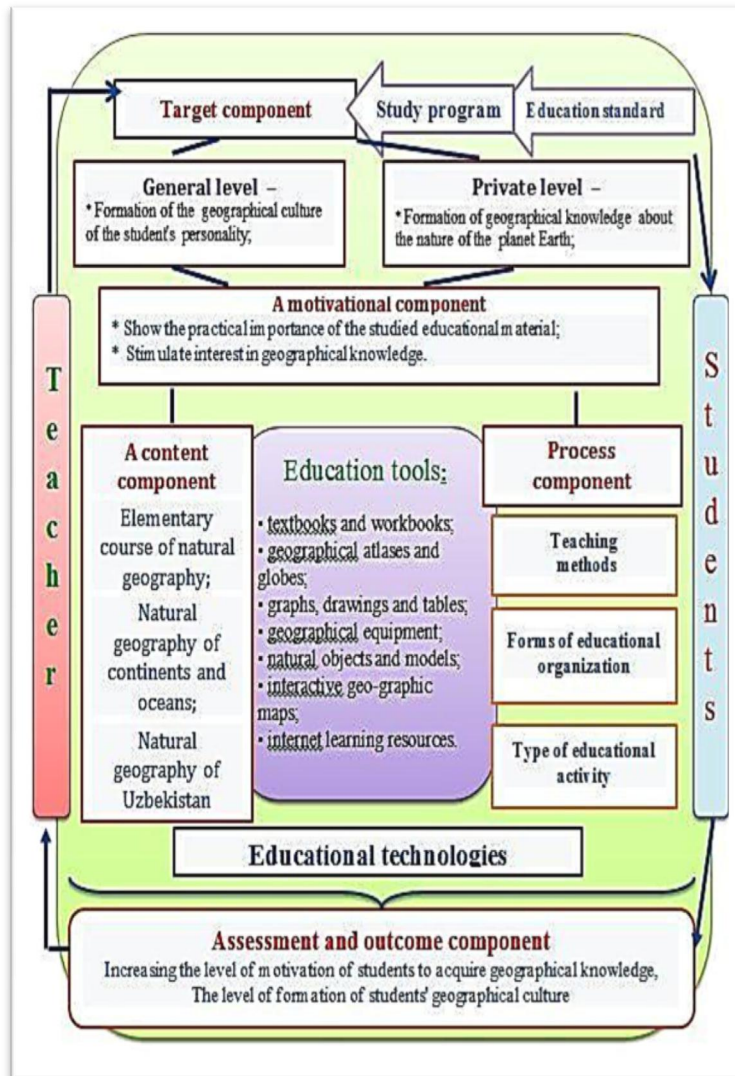 Target component
Study program
Education standard
General level –
* Formation of the geographical culture
of the student's personality;
Private level –
* Formation of geographical knowledge about
the nature of the planet Earth;
A motivational component
* Show the practical importance of the studied educational material;
* Stimulate interest in geographical knowledge.
Teacher
A content
component
Elementary
course of natural
geography;
Natural
geography of
continents and
oceans;
Natural
geography of
Uzbekistan
Education tools:
• textbooks and workbooks;
• geographical atlases and
globes;
• graphs, drawings and tables;
• geographical equipment;
• natural objects and models;
• interactive geo-graphic
maps;
• internet learning resources.
Process
component
Teaching
methods
Forms of educational
organization
Type of educational
activity
Students
Educational technologies
Assessment and outcome component
Increasing the level of motivation of students to acquire geographical knowledge,
The level of formation of students' geographical culture